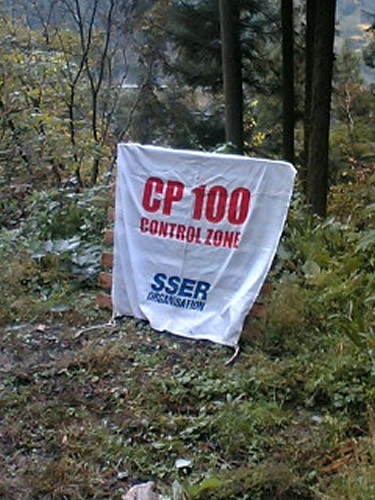 CP 100
CONTROL ZONE
SSER
ORGANISATION